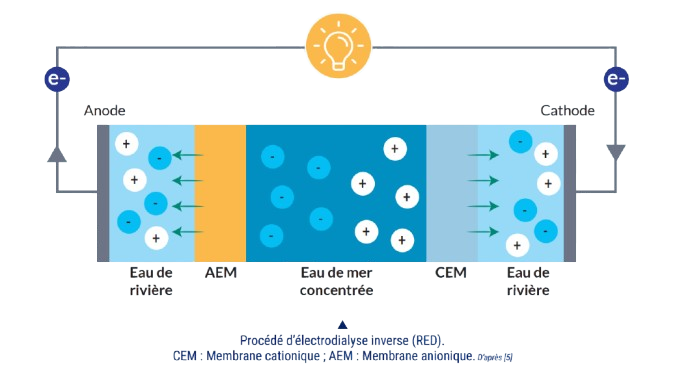 e-
e-
Anode
Cathode
+ - + - - +
- - - - - + + + + +
- + + - - +
Eau de
rivière
AEM
Eau de mer
concentrée
CEM
Eau de
rivière
Procédé d'électrodialyse inverse (RED).
CEM : Membrane cationique ; AEM : Membrane anionique. D'après [5]